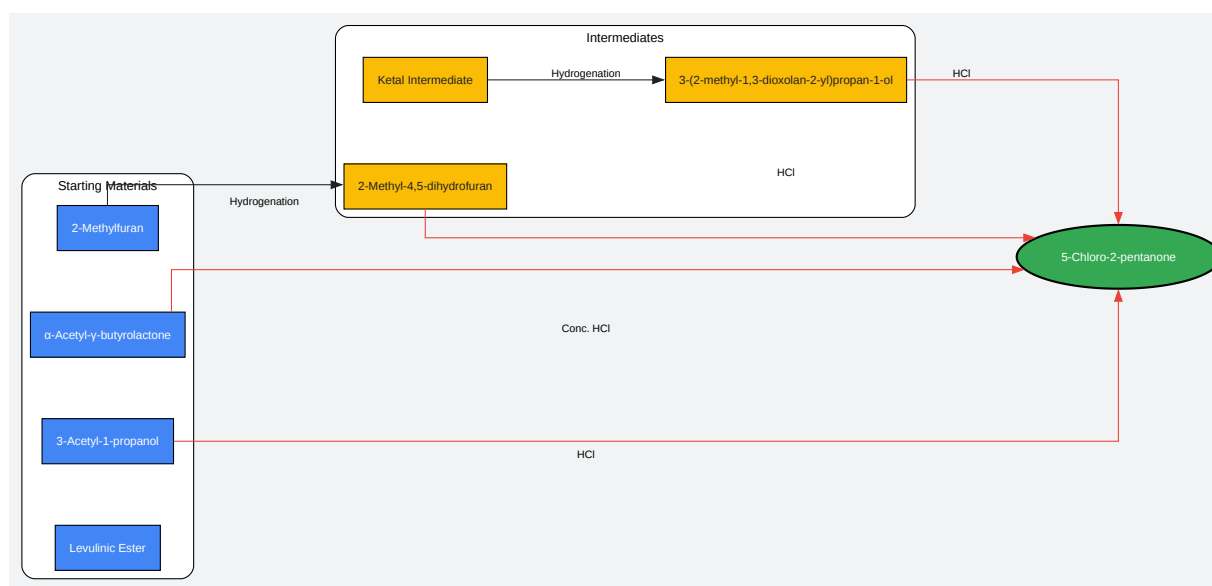 Intermediates
Ketal Intermediate
Hydrogenation
3-(2-methyl-1,3-dioxolan-2-yl)propan-1-ol
HCl
2-Methyl-4,5-dihydrofuran
HCl
Starting Materials
Hydrogenation
2-Methylfuran
5-Chloro-2-pentanone
α-Acetyl-γ-butyrolactone
Conc. HCl
3-Acetyl-1-propanol
HCl
Levulinic Ester